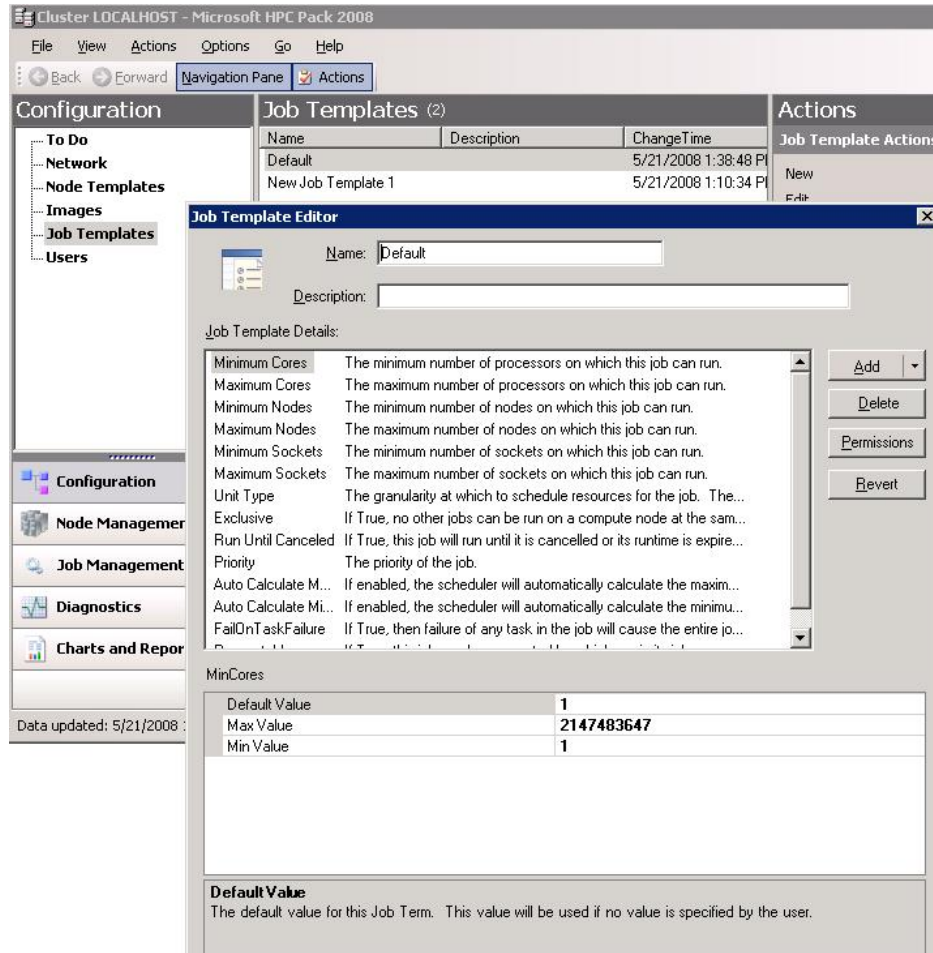 Cluster LOCALHOST - Microsoft HPC Pack 2008
File View Actions Options Go Help
Back Forward Navigation Pane Actions
Configuration
To Do
Network
Node Templates
Images
Job Templates
Users
Job Templates (2)
Name Description ChangeTime
Default 5/21/2008 1:38:48 P
New Job Template 1 5/21/2008 1:10:34 P
Actions
Job Template Actions
New
Edit
Configuration
Node Managemen
Job Management
Diagnostics
Charts and Repor
Data updated: 5/21/2008
Job Template Editor
Name: Default
Description:
Job Template Details:
Minimum Cores The minimum number of processors on which this job can run.
Maximum Cores The maximum number of processors on which this job can run.
Minimum Nodes The minimum number of nodes on which this job can run.
Maximum Nodes The maximum number of nodes on which this job can run.
Minimum Sockets The minimum number of sockets on which this job can run.
Maximum Sockets The maximum number of sockets on which this job can run.
Unit Type The granularity at which to schedule resources for the job. The...
Exclusive If True, no other jobs can be run on a compute node at the sam...
Run Until Canceled If True, this job will run until it is cancelled or its runtime is expire...
Priority The priority of the job.
Auto Calculate M... If enabled, the scheduler will automatically calculate the maxim...
Auto Calculate Mi... If enabled, the scheduler will automatically calculate the minimu...
FailOnTaskFailure If True, then failure of any task in the job will cause the entire jo...
Add
Delete
Permissions
Revert
MinCores
Default Value 1
Max Value 2147483647
Min Value 1
Default Value
The default value for this Job Term. This value will be used if no value is specified by the user.